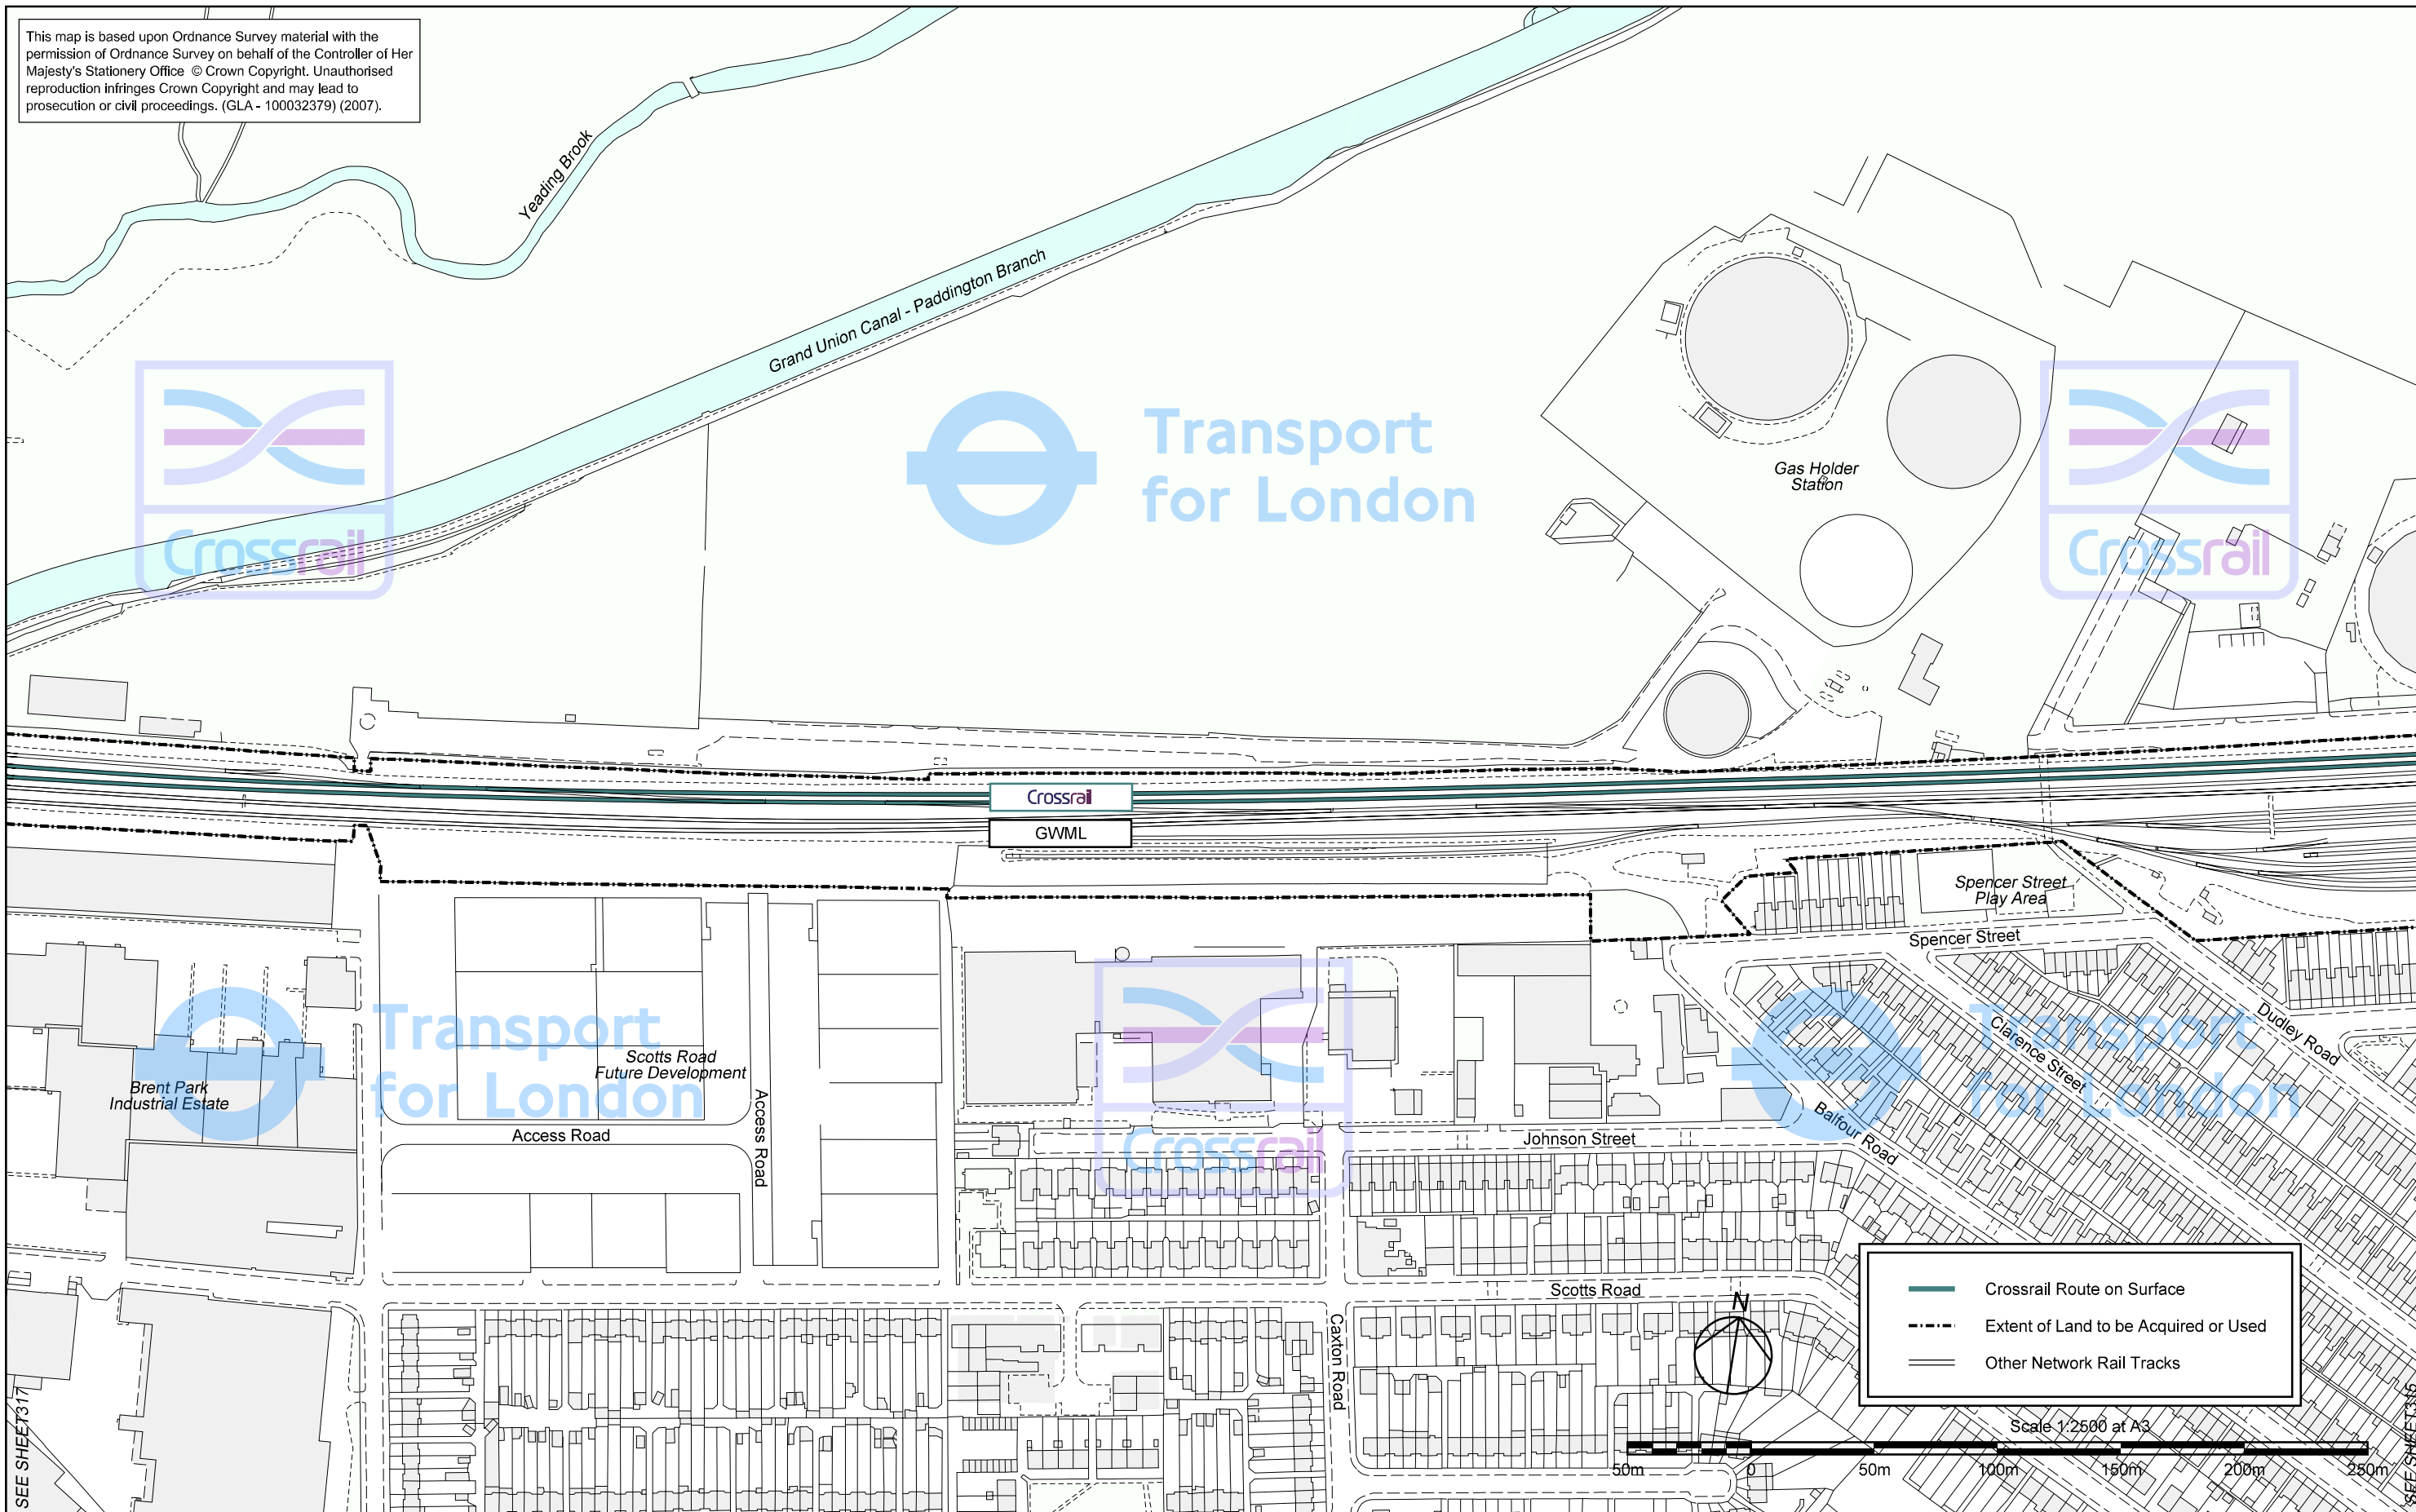 This map is based upon Ordnance Survey material with the
permission of Ordnance Survey on behalf of the Controller of Her
Majesty's Stationery Office © Crown Copyright. Unauthorised
reproduction infringes Crown Copyright and may lead to
prosecution or civil proceedings. (GLA - 100032379) (2007).
Yeading Brook
Grand Union Canal - Paddington Branch
Transport
for London
Gas Holder
Station
Crossrail
Crossrail
Crossrail
GWML
Spencer Street
Play Area
Spencer Street
Dudley Road
Clarence Street
Balfour Road
Transport
for London
Transport
for London
Scotts Road
Future Development
Brent Park
Industrial Estate
Access Road
Access Road
Johnson Street
Crossrail
Scotts Road
Caxton Road
N
Crossrail Route on Surface
Extent of Land to be Acquired or Used
Other Network Rail Tracks
Scale 1:2500 at A3
50m 0 50m 100m 150m 200m 250m
SEE SHEET317
SEE SHEET315